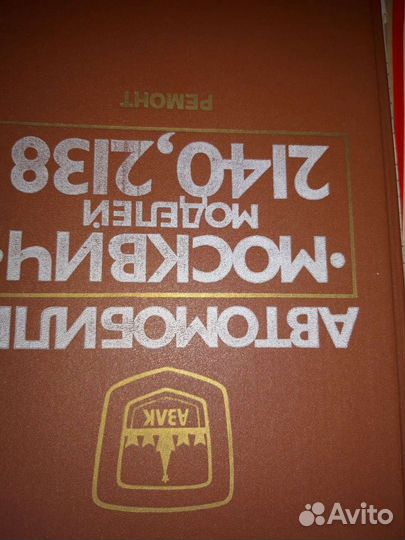 АЗЛК
АВТОМОБИЛИ
•МОСКВИЧ•
МОДЕЛЕЙ
2140, 2138
РЕМОНТ
Avito